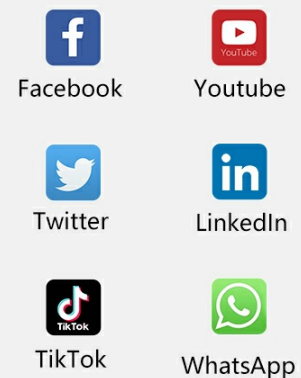 YouTube
Facebook Youtube
Twitter LinkedIn
TikTok
TikTok WhatsApp